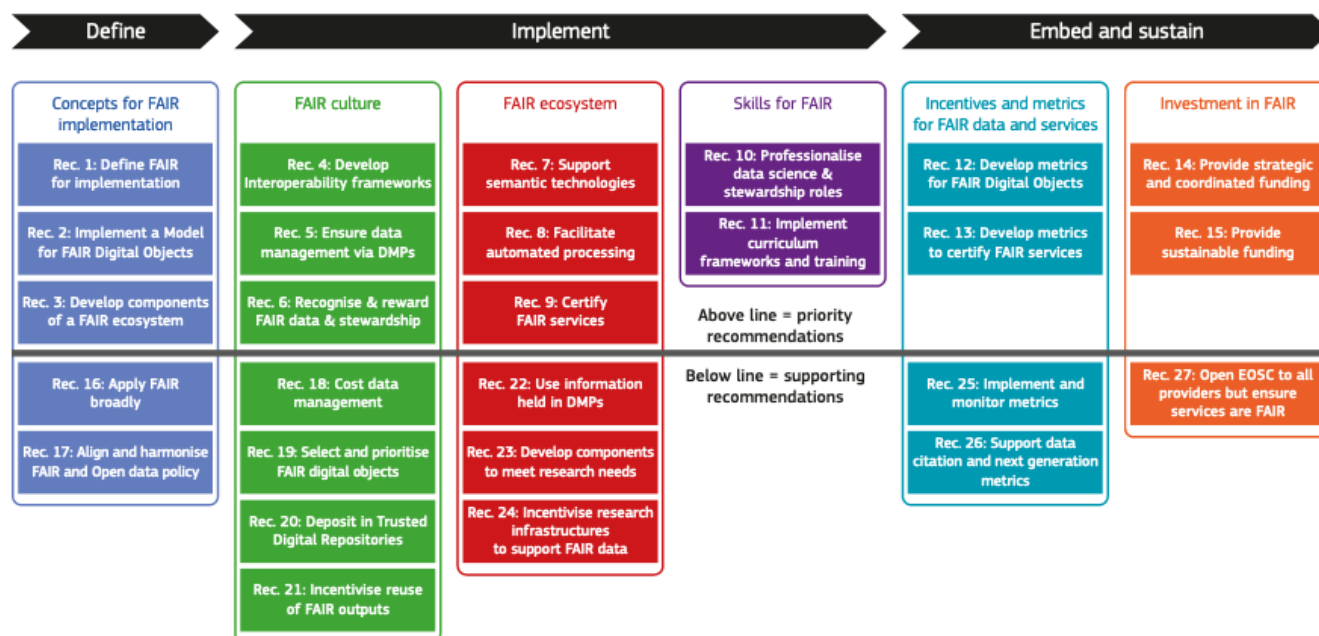 Define
Implement
Embed and sustain
Concepts for FAIR
implementation
Rec. 1: Define FAIR
for implementation
Rec. 2: Implement a Model
for FAIR Digital Objects
Rec. 3: Develop components
of a FAIR ecosystem
Rec. 16: Apply FAIR
broadly
Rec. 17: Align and harmonise
FAIR and Open data policy
FAIR culture
Rec. 4: Develop
Interoperability frameworks
Rec. 5: Ensure data
management via DMPs
Rec. 6: Recognise & reward
FAIR data & stewardship
Rec. 18: Cost data
management
Rec. 19: Select and prioritise
FAIR digital objects
Rec. 20: Deposit in Trusted
Digital Repositories
Rec. 21: Incentivise reuse
of FAIR outputs
FAIR ecosystem
Rec. 7: Support
semantic technologies
Rec. 8: Facilitate
automated processing
Rec. 9: Certify
FAIR services
Rec. 22: Use information
held in DMPs
Rec. 23: Develop components
to meet research needs
Rec. 24: Incentivise research
infrastructures
to support FAIR data
Skills for FAIR
Rec. 10: Professionalise
data science &
stewardship roles
Rec. 11: Implement
curriculum
frameworks and training
Above line = priority
recommendations
Below line = supporting
recommendations
Incentives and metrics
for FAIR data and services
Rec. 12: Develop metrics
for FAIR Digital Objects
Rec. 13: Develop metrics
to certify FAIR services
Rec. 25: Implement and
monitor metrics
Rec. 26: Support data
citation and next generation
metrics
Investment in FAIR
Rec. 14: Provide strategic
and coordinated funding
Rec. 15: Provide
sustainable funding
Rec. 27: Open EOSC to all
providers but ensure
services are FAIR